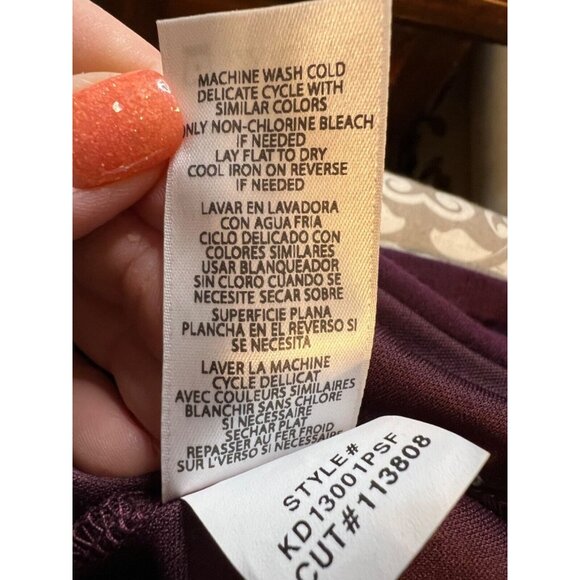 MACHINE WASH COLD
DELICATE CYCLE WITH
SIMILAR COLORS
ONLY NON-CHLORINE BLEACH
IF NEEDED
LAY FLAT TO DRY
COOL IRON ON REVERSE
IF NEEDED
LAVAR EN LAVADORA
CON AGUA FRIA
CICLO DELICADO CON
COLORES SIMILARES
USAR BLANQUEADOR
SIN CLORO CUANDO SE
NECESITE SECAR SOBRE
SUPERFICIE PLANA
PLANCHA EN EL REVERSO SI
SE NECESITA
LAVER LA MACHINE
CYCLE DELLICAT
AVEC COULEURS SIMILAIRES
BLANCHIR SANS CHLORE
SI NECESSAIRE
SECHAR PLAT
REPASSER AU FER FROID
SUR L'VERSO SI NECESSAIRE
STYLE#
KD13001PSF
CUT#113808